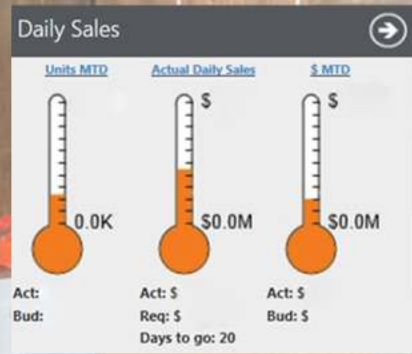 Daily Sales
Units MTD
Actual Daily Sales
$ MTD
$
$
0.0K
$0.0M
$0.0M
Act:
Act: $
Act: $
Bud:
Req: $
Bud: $
Days to go: 20